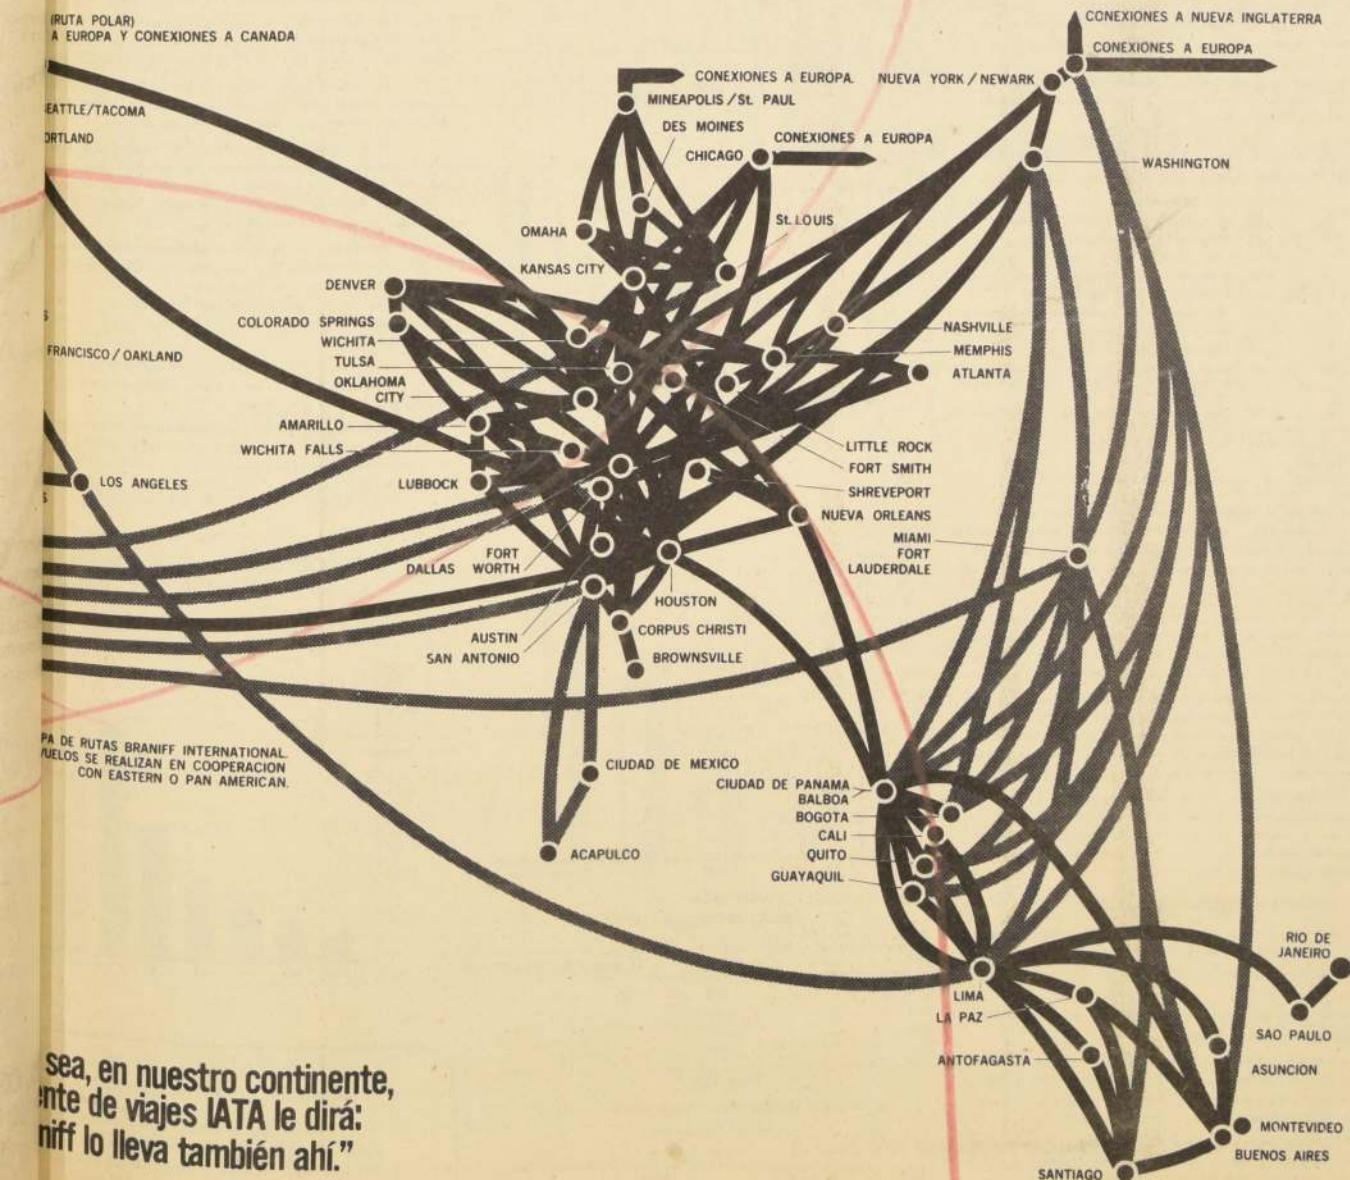 (RUTA POLAR)
A EUROPA Y CONEXIONES A CANADA
CONEXIONES A NUEVA INGLATERRA
CONEXIONES A EUROPA
CONEXIONES A EUROPA.
NUEVA YORK / NEWARK
MINEAPOLIS / St. PAUL
EATTLE/TACOMA
ORTLAND
DES MOINES
CHICAGO
CONEXIONES A EUROPA
WASHINGTON
OMAHA
St. LOUIS
KANSAS CITY
DENVER
COLORADO SPRINGS
WICHITA
NASHVILLE
FRANCISCO / OAKLAND
TULSA
MEMPHIS
OKLAHOMA
CITY
ATLANTA
AMARILLO
WICHITA FALLS
LITTLE ROCK
FORT SMITH
LOS ANGELES
LUBBOCK
SHREVEPORT
NUEVA ORLEANS
MIAMI
FORT
LAUDERDALE
FORT
DALLAS WORTH
HOUSTON
AUSTIN
CORPUS CHRISTI
SAN ANTONIO
BROWNSVILLE
PA DE RUTAS BRANIFF INTERNATIONAL.
VUELOS SE REALIZAN EN COOPERACION
CON EASTERN O PAN AMERICAN.
CIUDAD DE MEXICO
CIUDAD DE PANAMA
BALBOA
BOGOTA
CALI
ACAPULCO
QUITO
GUAYAQUIL
RIO DE
JANEIRO
LIMA
LA PAZ
SAO PAULO
ANTOFAGASTA
ASUNCION
MONTEVIDEO
BUENOS AIRES
SANTIAGO
sea, en nuestro continente,
ente de viajes IATA le dirá:
niff lo lleva también ahí.”